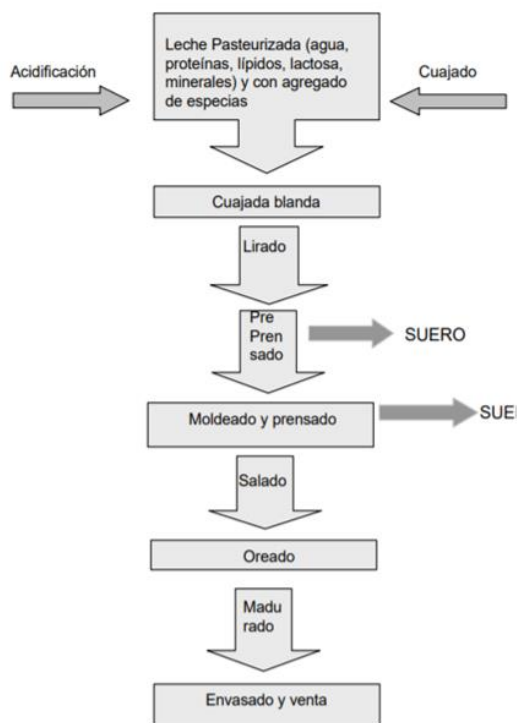 Leche Pasteurizada (agua,
proteínas, lípidos, lactosa,
minerales) y con agregado
de especias
Acidificación
Cuajado
Cuajada blanda
Lirado
Pre
Pren
sado
SUERO
Moldeado y prensado
SUE
Salado
Oreado
Madu
rado
Envasado y venta